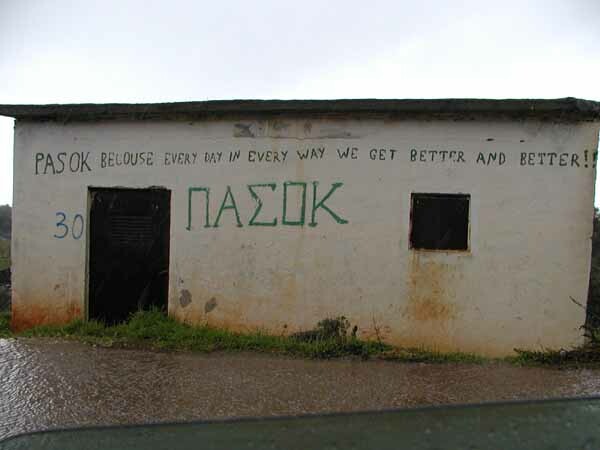 PASOK BECOUSE EVERY DAY IN EVERY WAY WE GET BETTER AND BETTER!!
ΠΑΣΟΚ
30